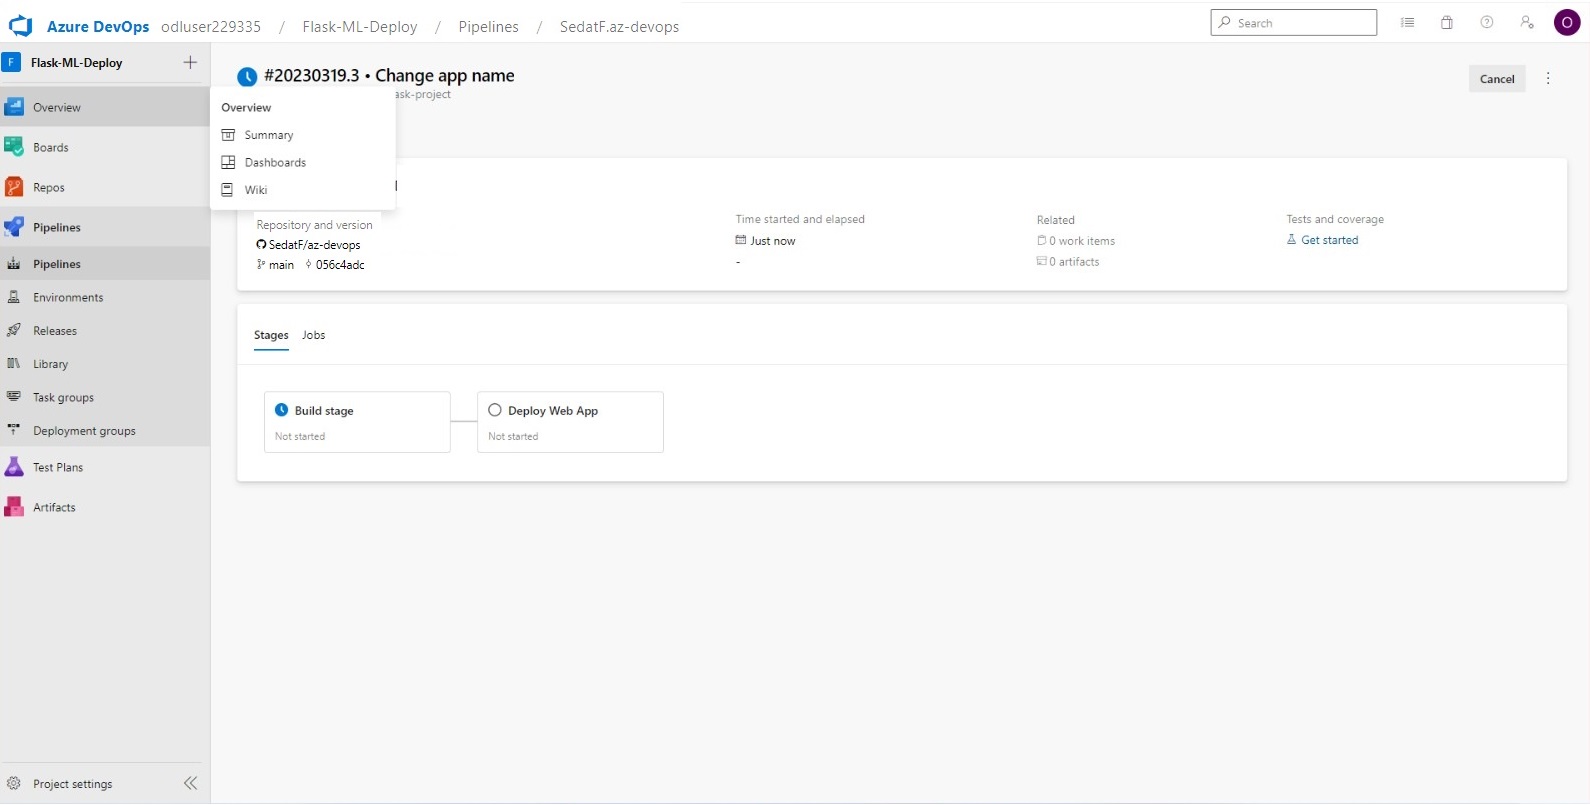 Azure DevOps odluser229335 / Flask-ML-Deploy / Pipelines / SedatF.az-devops
Search
O
F Flask-ML-Deploy
Overview
Boards
Repos
Pipelines
Pipelines
Environments
Releases
Library
Task groups
Deployment groups
Test Plans
Artifacts
Project settings
Overview
Summary
Dashboards
Wiki
#20230319.3 • Change app name
ask-project
Cancel
Repository and version
SedatF/az-devops
main 056c4adc
Time started and elapsed
Just now
-
Related
0 work items
0 artifacts
Tests and coverage
Get started
Stages Jobs
Build stage
Not started
Deploy Web App
Not started